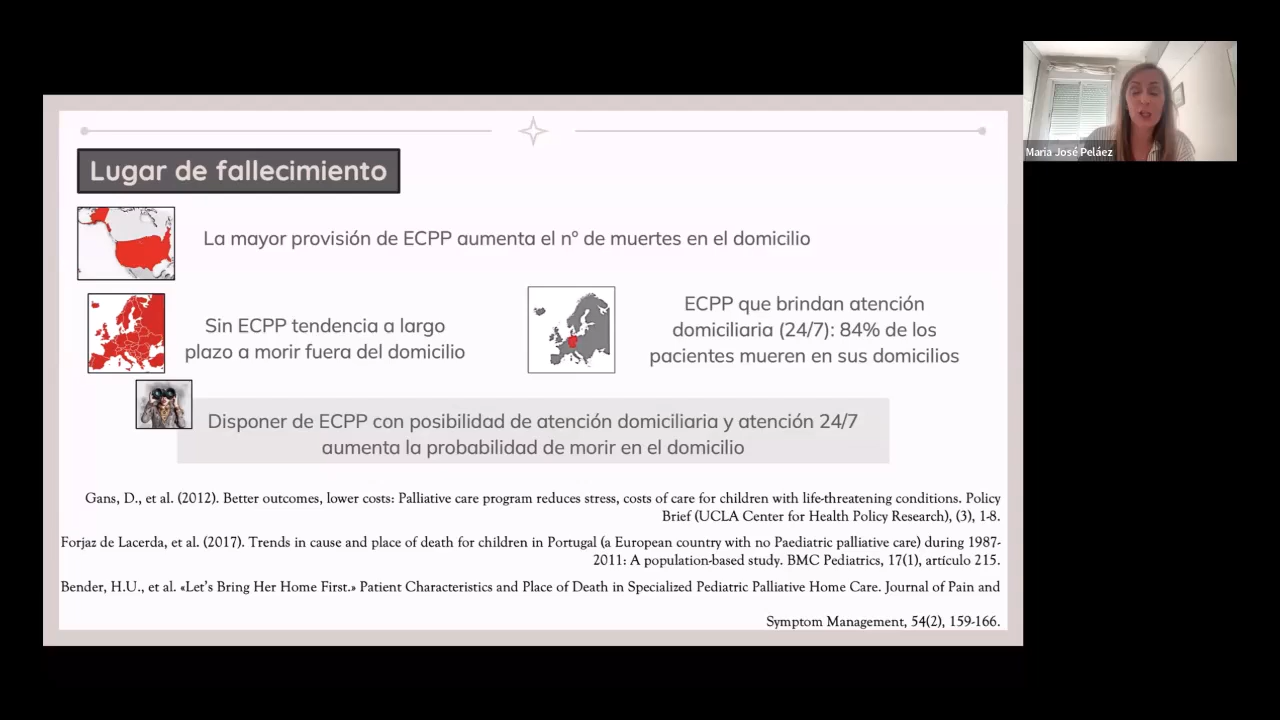 Lugar de fallecimiento
La mayor provisión de ECPP aumenta el nº de muertes en el domicilio
Sin ECPP tendencia a largo
plazo a morir fuera del domicilio
ECPP que brindan atención
domiciliaria (24/7): 84% de los
pacientes mueren en sus domicilios
Disponer de ECPP con posibilidad de atención domiciliaria y atención 24/7
aumenta la probabilidad de morir en el domicilio
Gans, D., et al. (2012). Better outcomes, lower costs: Palliative care program reduces stress, costs of care for children with life-threatening conditions. Policy
Brief (UCLA Center for Health Policy Research), (3), 1-8.
Forjaz de Lacerda, et al. (2017). Trends in cause and place of death for children in Portugal (a European country with no Paediatric palliative care) during 1987-
2011: A population-based study. BMC Pediatrics, 17(1), artículo 215.
Bender, H.U., et al. «Let’s Bring Her Home First.» Patient Characteristics and Place of Death in Specialized Pediatric Palliative Home Care. Journal of Pain and
Symptom Management, 54(2), 159-166.
Maria José Peláez